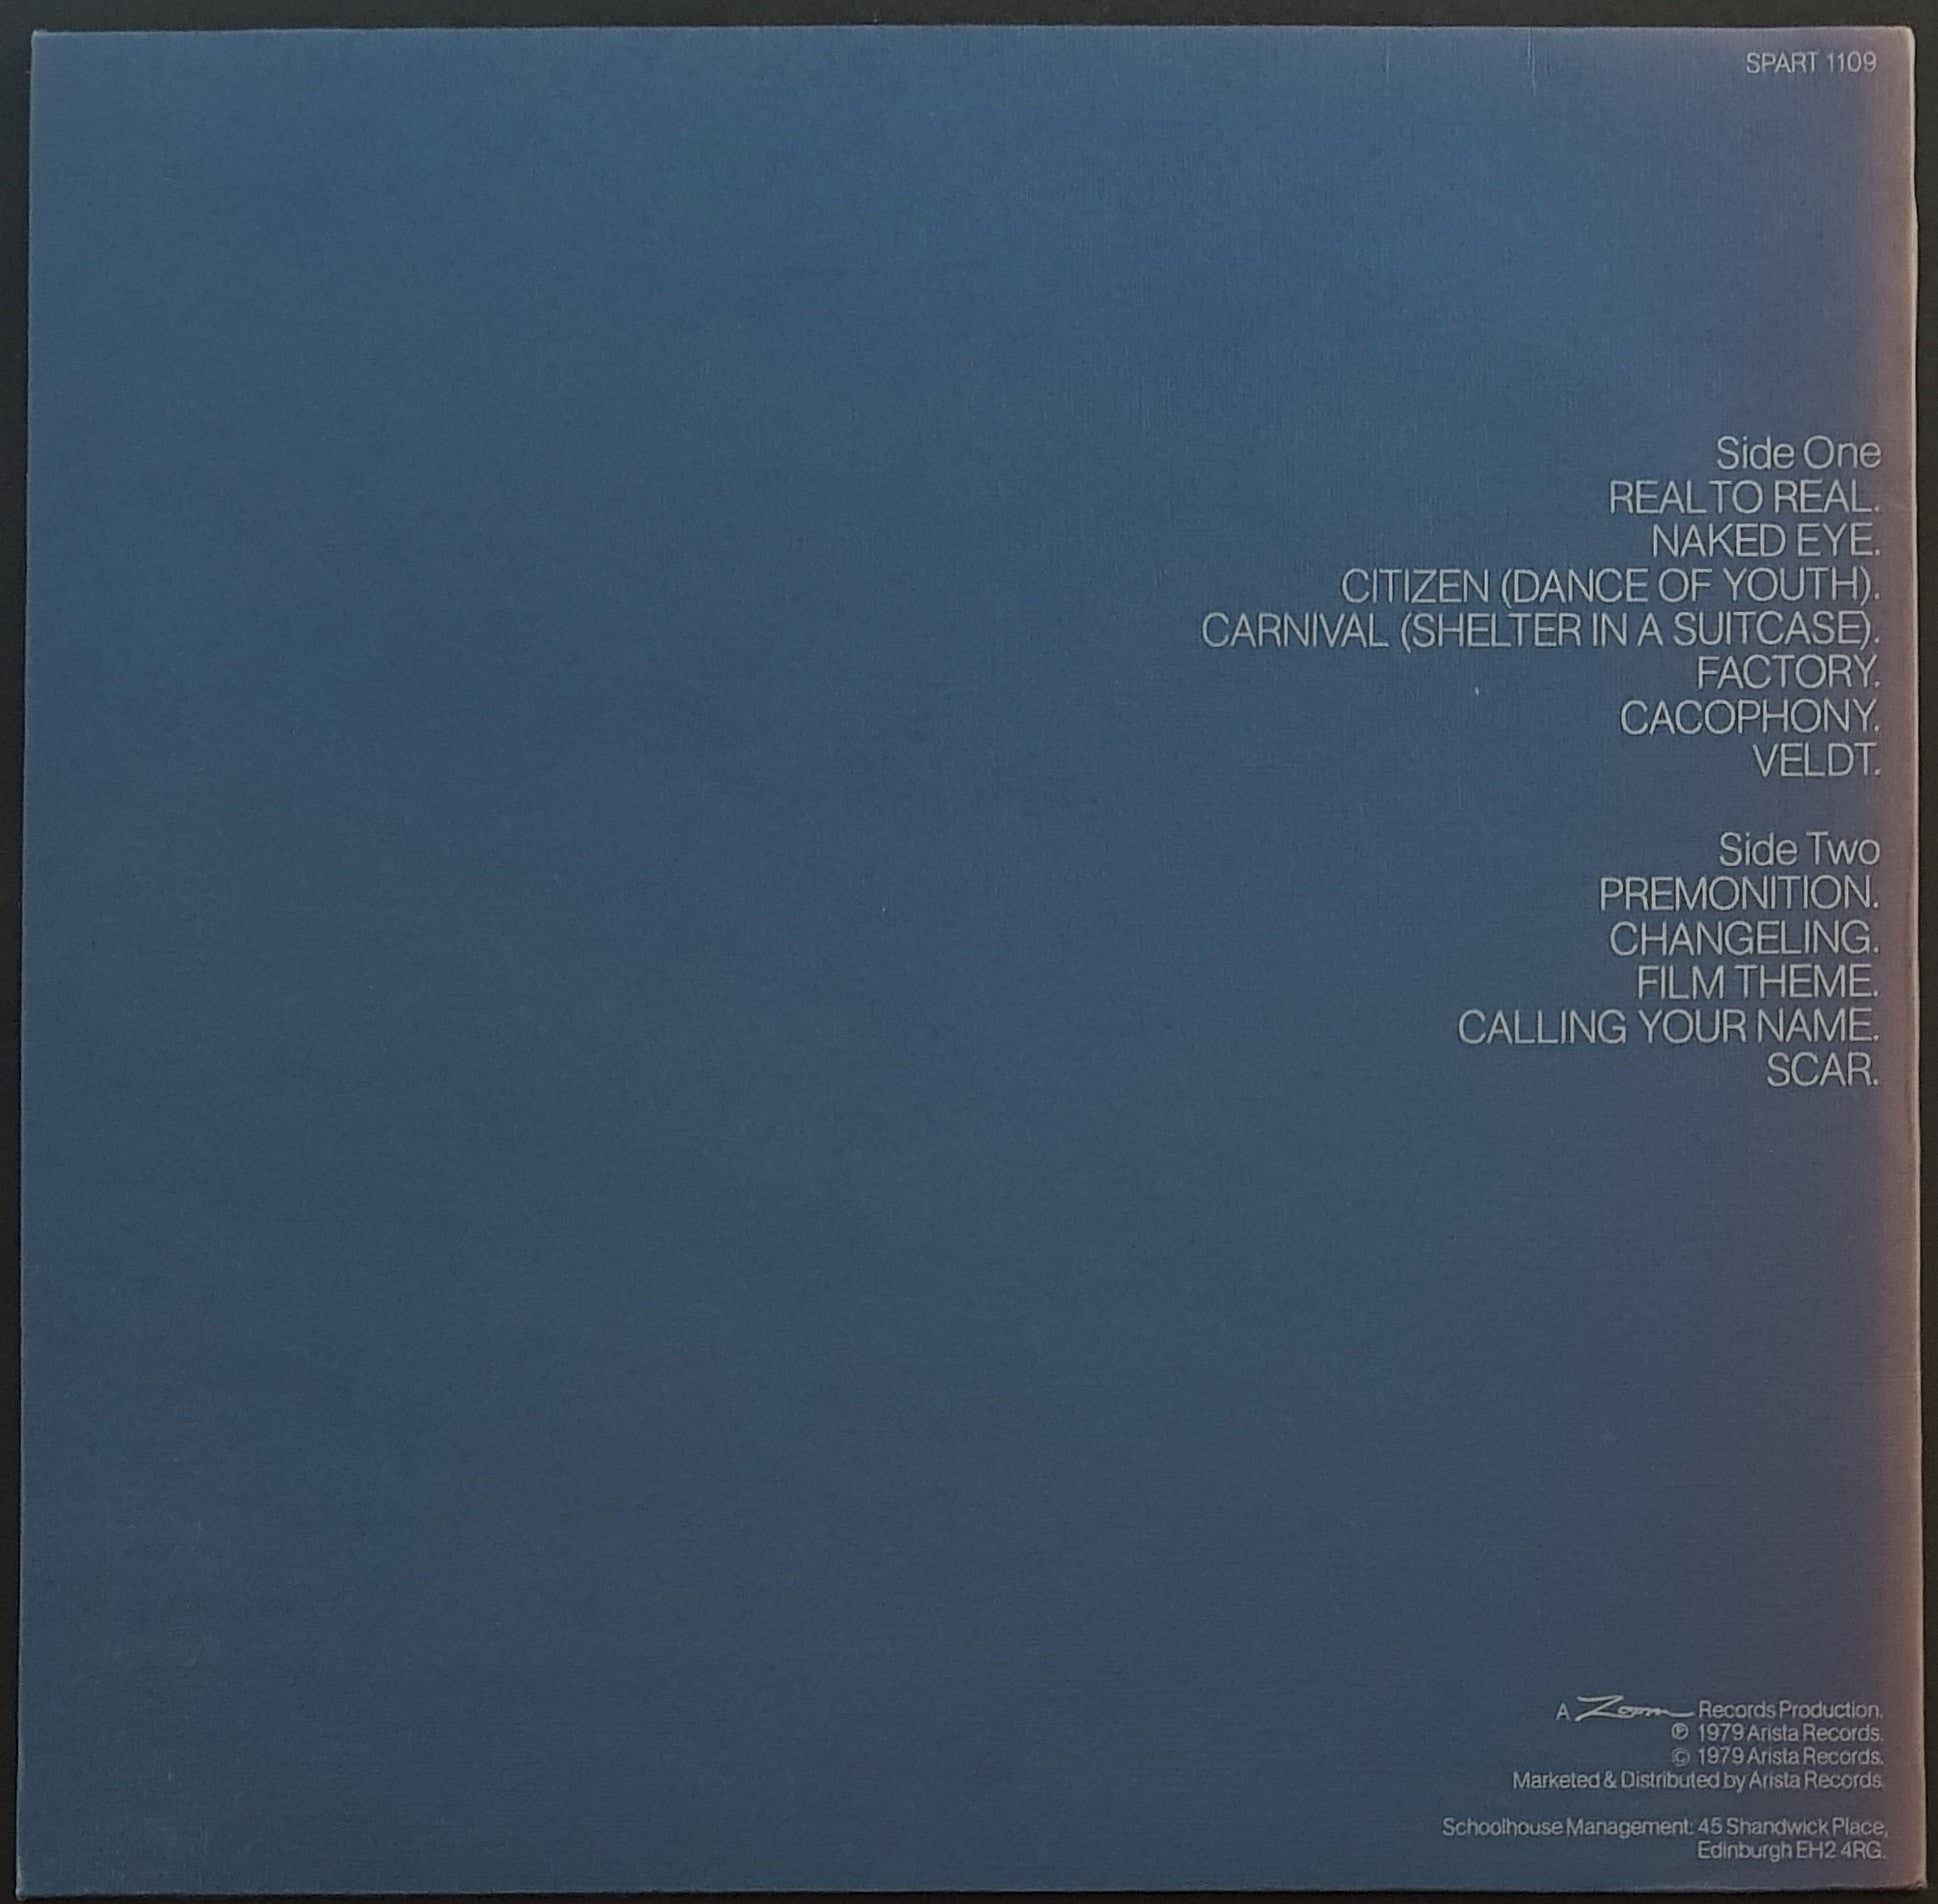 SPART 1109
Side One
REAL TO REAL.
NAKED EYE.
CITIZEN (DANCE OF YOUTH).
CARNIVAL (SHELTER IN A SUITCASE).
FACTORY.
CACOPHONY.
VELDT.
Side Two
PREMONITION.
CHANGELING.
FILM THEME.
CALLING YOUR NAME.
SCAR.
A Zoom Records Production.
℗ 1979 Arista Records.
© 1979 Arista Records.
Marketed & Distributed by Arista Records.
Schoolhouse Management: 45 Shandwick Place,
Edinburgh EH2 4RG.